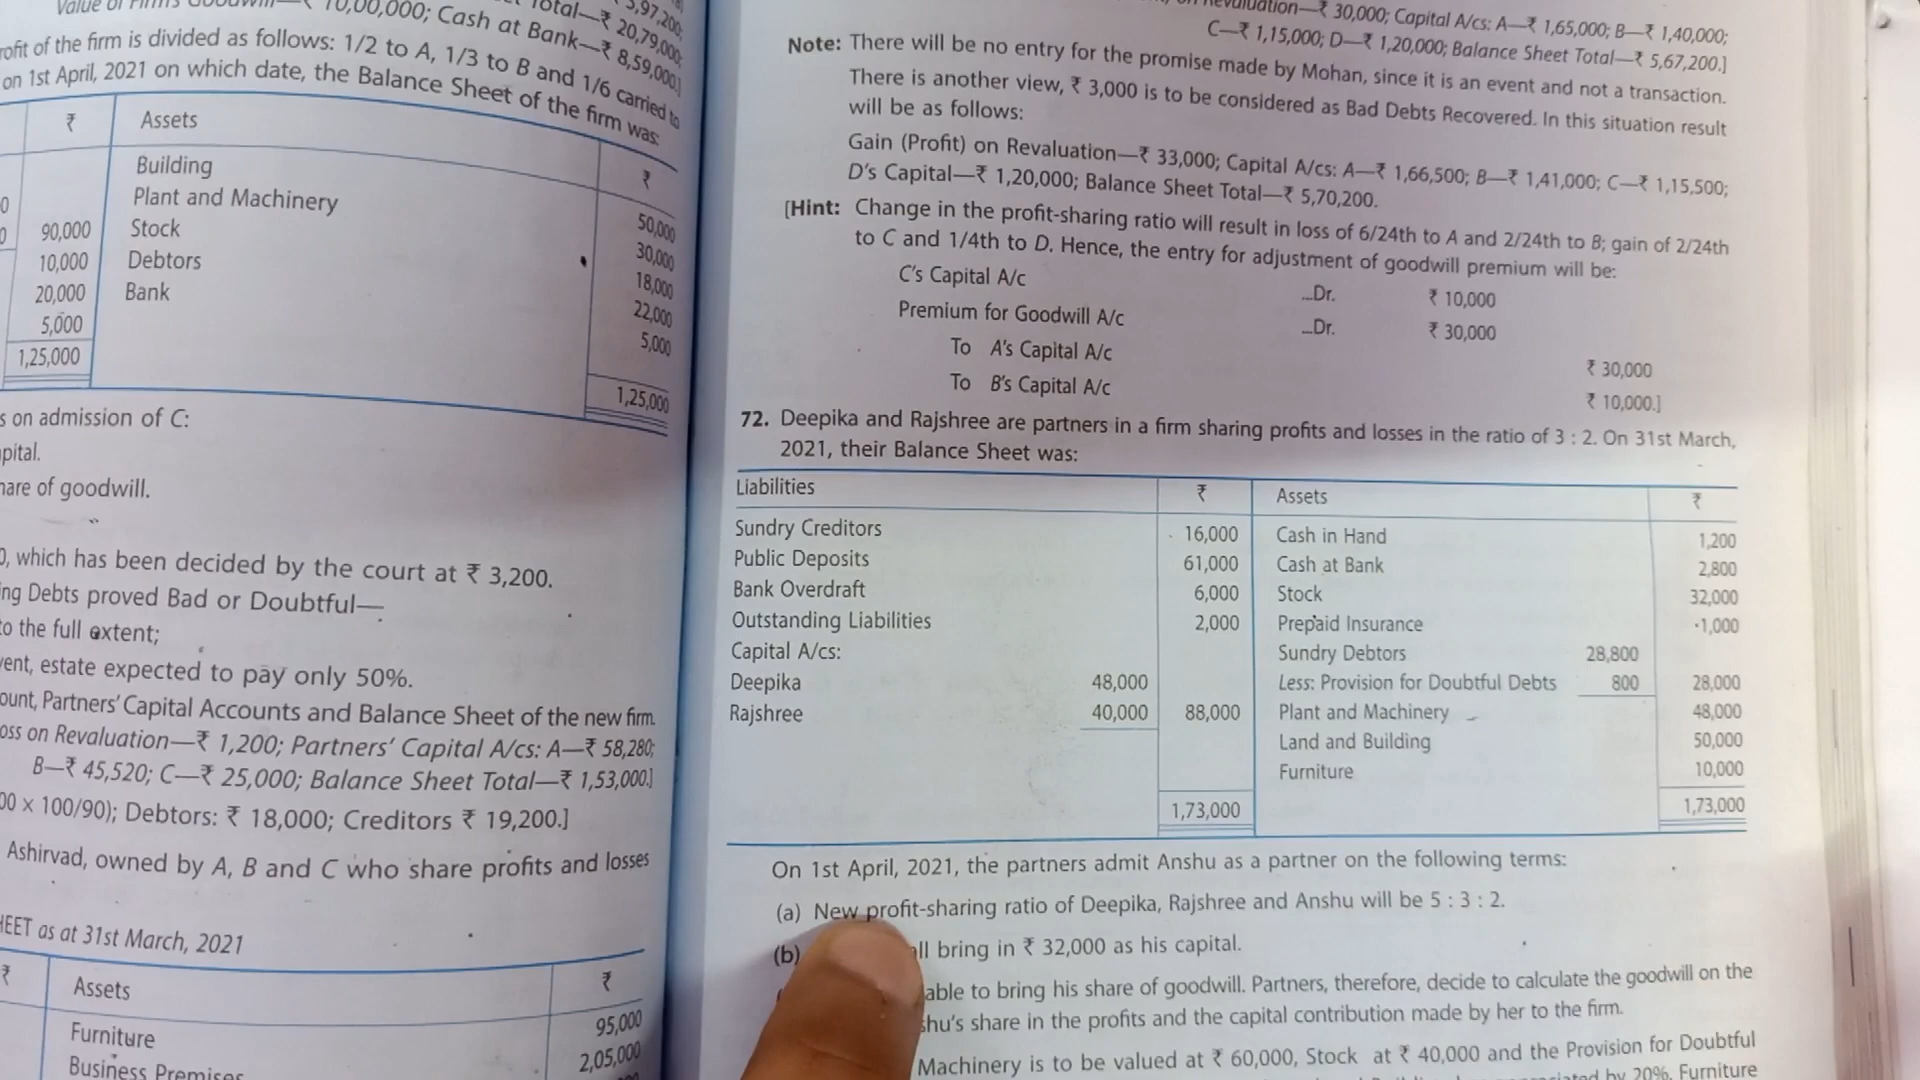 Value of Firm's Goodwill—₹ 10,00,000; Cash at Bank—₹ 8,59,000.]
Total—₹ 20,79,000;
5,97,200;
rofit of the firm is divided as follows: 1/2 to A, 1/3 to B and 1/6 carried to
on 1st April, 2021 on which date, the Balance Sheet of the firm was:
₹ Assets ₹
Building 50,000
Plant and Machinery 30,000
90,000 Stock 18,000
10,000 Debtors 22,000
20,000 Bank 5,000
5,000
1,25,000 1,25,000
s on admission of C:
pital.
hare of goodwill.
0, which has been decided by the court at ₹ 3,200.
ing Debts proved Bad or Doubtful—
to the full extent;
vent, estate expected to pay only 50%.
ount, Partners' Capital Accounts and Balance Sheet of the new firm.
oss on Revaluation—₹ 1,200; Partners' Capital A/cs: A—₹ 58,280;
B—₹ 45,520; C—₹ 25,000; Balance Sheet Total—₹ 1,53,000.]
00 x 100/90); Debtors: ₹ 18,000; Creditors ₹ 19,200.]
Ashirvad, owned by A, B and C who share profits and losses
HEET as at 31st March, 2021
₹ Assets ₹
Furniture 95,000
Business Premises 2,05,000
on Revaluation—₹ 30,000; Capital A/cs: A—₹ 1,65,000; B—₹ 1,40,000;
C—₹ 1,15,000; D—₹ 1,20,000; Balance Sheet Total—₹ 5,67,200.]
Note: There will be no entry for the promise made by Mohan, since it is an event and not a transaction.
There is another view, ₹ 3,000 is to be considered as Bad Debts Recovered. In this situation result
will be as follows:
Gain (Profit) on Revaluation—₹ 33,000; Capital A/cs: A—₹ 1,66,500; B—₹ 1,41,000; C—₹ 1,15,500;
D's Capital—₹ 1,20,000; Balance Sheet Total—₹ 5,70,200.
[Hint: Change in the profit-sharing ratio will result in loss of 6/24th to A and 2/24th to B; gain of 2/24th
to C and 1/4th to D. Hence, the entry for adjustment of goodwill premium will be:
C's Capital A/c ...Dr. ₹ 10,000
Premium for Goodwill A/c ...Dr. ₹ 30,000
To A's Capital A/c ₹ 30,000
To B's Capital A/c ₹ 10,000.]
72. Deepika and Rajshree are partners in a firm sharing profits and losses in the ratio of 3 : 2. On 31st March,
2021, their Balance Sheet was:
Liabilities ₹ Assets ₹
Sundry Creditors 16,000 Cash in Hand 1,200
Public Deposits 61,000 Cash at Bank 2,800
Bank Overdraft 6,000 Stock 32,000
Outstanding Liabilities 2,000 Prepaid Insurance 1,000
Capital A/cs: Sundry Debtors 28,800
Deepika 48,000 Less: Provision for Doubtful Debts 800 28,000
Rajshree 40,000 88,000 Plant and Machinery 48,000
Land and Building 50,000
Furniture 10,000
1,73,000 1,73,000
On 1st April, 2021, the partners admit Anshu as a partner on the following terms:
(a) New profit-sharing ratio of Deepika, Rajshree and Anshu will be 5 : 3 : 2.
(b) ll bring in ₹ 32,000 as his capital.
able to bring his share of goodwill. Partners, therefore, decide to calculate the goodwill on the
shu's share in the profits and the capital contribution made by her to the firm.
Machinery is to be valued at ₹ 60,000, Stock at ₹ 40,000 and the Provision for Doubtful
by 20%. Furniture